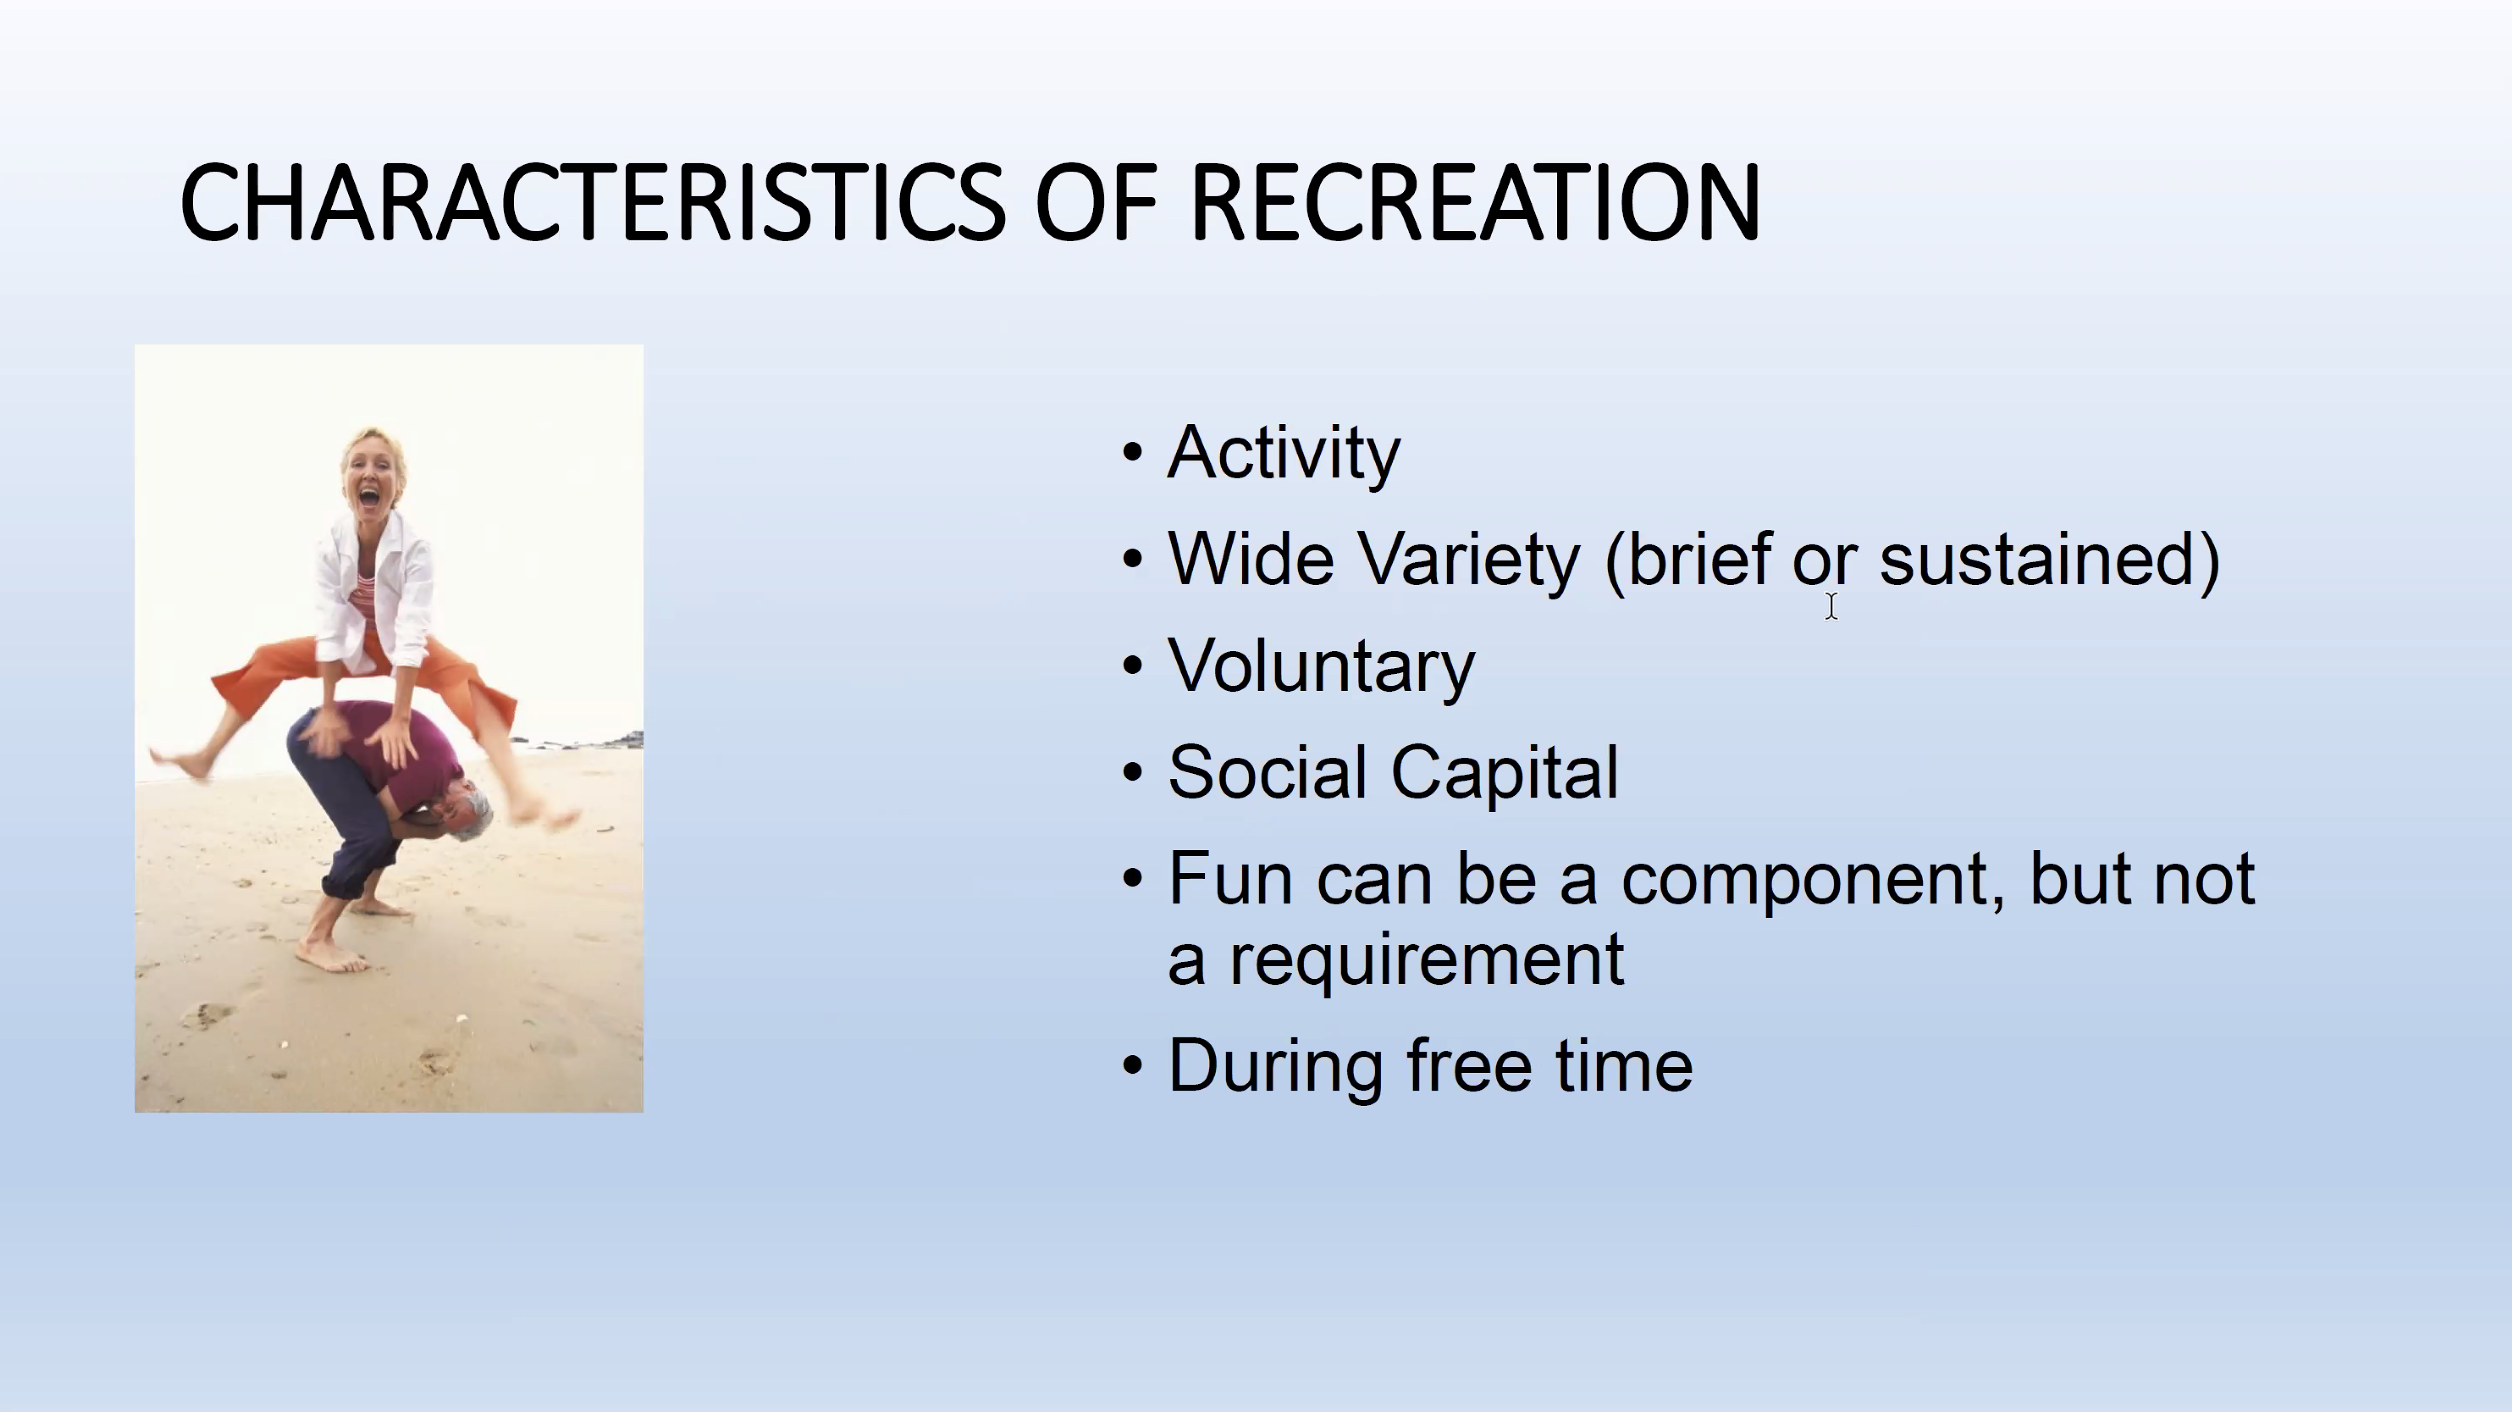 CHARACTERISTICS OF RECREATION
• Activity
• Wide Variety (brief or sustained)
• Voluntary
• Social Capital
• Fun can be a component, but not
a requirement
• During free time